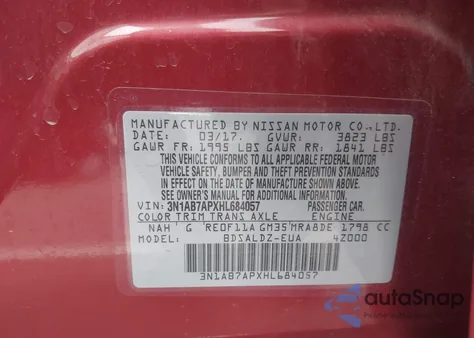 MANUFACTURED BY NISSAN MOTOR CO., LTD.
DATE: 03/17. GVWR: 3823 LBS
GAWR FR: 1995 LBS GAWR RR: 1841 LBS
THIS VEHICLE CONFORMS TO ALL APPLICABLE FEDERAL MOTOR
VEHICLE SAFETY, BUMPER AND THEFT PREVENTION STANDARDS
IN EFFECT ON THE DATE OF MANUFACTURE SHOWN ABOVE.
SEE OWNER'S MANUAL FOR ADDITIONAL INFORMATION.
VIN: 3N1AB7APXHL684057 PASSENGER CAR.
COLOR TRIM TRANS AXLE ENGINE
NAH G RE0F11A GM35 MRA8DE 1798 CC
MODEL: BDSALDZ-EUA 4Z000
3N1AB7APXHL684057
autoSnap